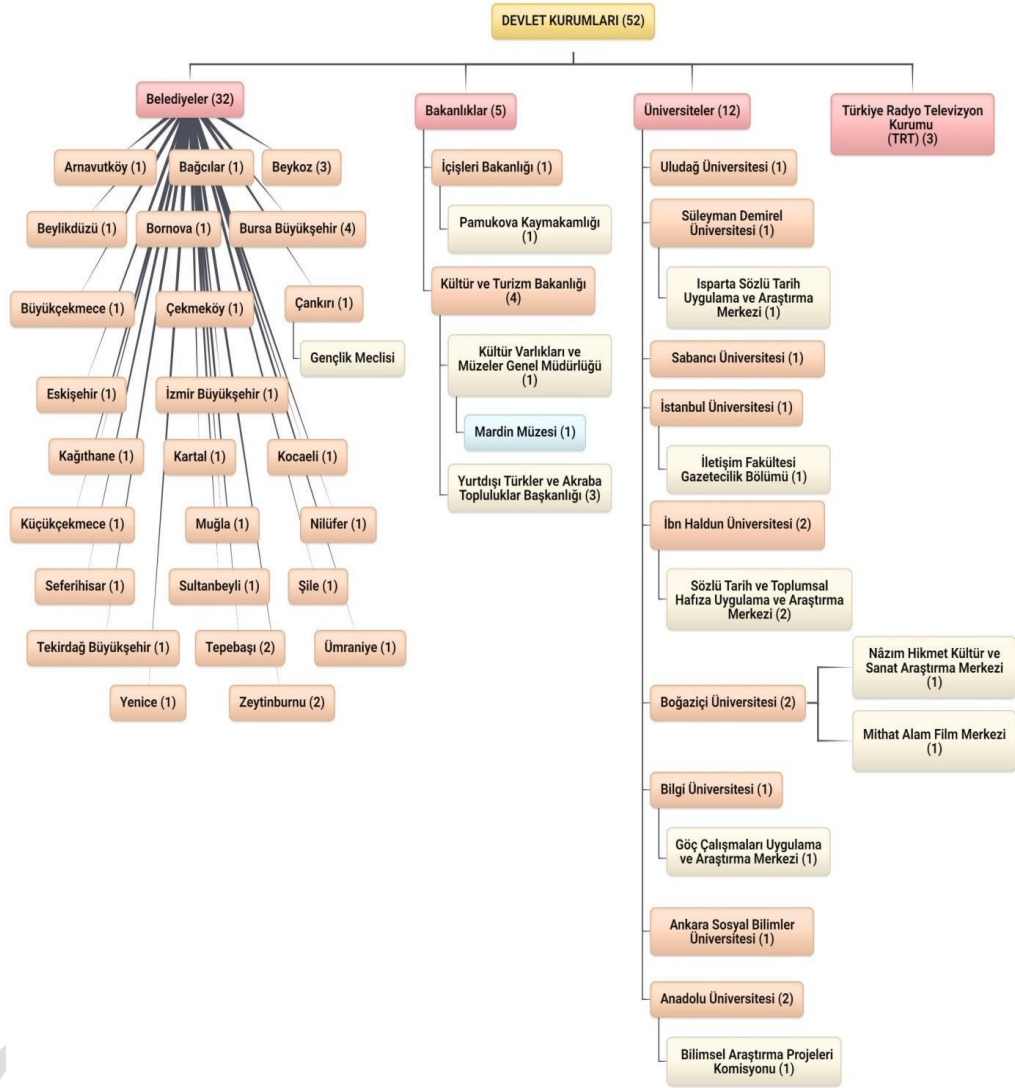 DEVLET KURUMLARI (52)
Belediyeler (32)
Arnavutköy (1)
Bağcılar (1)
Beykoz (3)
Beylikdüzü (1)
Bornova (1)
Bursa Büyükşehir (4)
Büyükçekmece (1)
Çekmeköy (1)
Çankırı (1)
Gençlik Meclisi
Eskişehir (1)
İzmir Büyükşehir (1)
Kağıthane (1)
Kartal (1)
Kocaeli (1)
Küçükçekmece (1)
Muğla (1)
Nilüfer (1)
Seferihisar (1)
Sultanbeyli (1)
Şile (1)
Tekirdağ Büyükşehir (1)
Tepebaşı (2)
Ümraniye (1)
Yenice (1)
Zeytinburnu (2)
Bakanlıklar (5)
İçişleri Bakanlığı (1)
Pamukova Kaymakamlığı
(1)
Kültür ve Turizm Bakanlığı
(4)
Kültür Varlıkları ve
Müzeler Genel Müdürlüğü
(1)
Mardin Müzesi (1)
Yurtdışı Türkler ve Akraba
Topluluklar Başkanlığı (3)
Üniversiteler (12)
Uludağ Üniversitesi (1)
Süleyman Demirel
Üniversitesi (1)
Isparta Sözlü Tarih
Uygulama ve Araştırma
Merkezi (1)
Sabancı Üniversitesi (1)
İstanbul Üniversitesi (1)
İletişim Fakültesi
Gazetecilik Bölümü (1)
İbn Haldun Üniversitesi (2)
Sözlü Tarih ve Toplumsal
Hafıza Uygulama ve Araştırma
Merkezi (2)
Boğaziçi Üniversitesi (2)
Nâzım Hikmet Kültür ve
Sanat Araştırma Merkezi
(1)
Mithat Alam Film Merkezi
(1)
Bilgi Üniversitesi (1)
Göç Çalışmaları Uygulama
ve Araştırma Merkezi (1)
Ankara Sosyal Bilimler
Üniversitesi (1)
Anadolu Üniversitesi (2)
Bilimsel Araştırma Projeleri
Komisyonu (1)
Türkiye Radyo Televizyon
Kurumu
(TRT) (3)